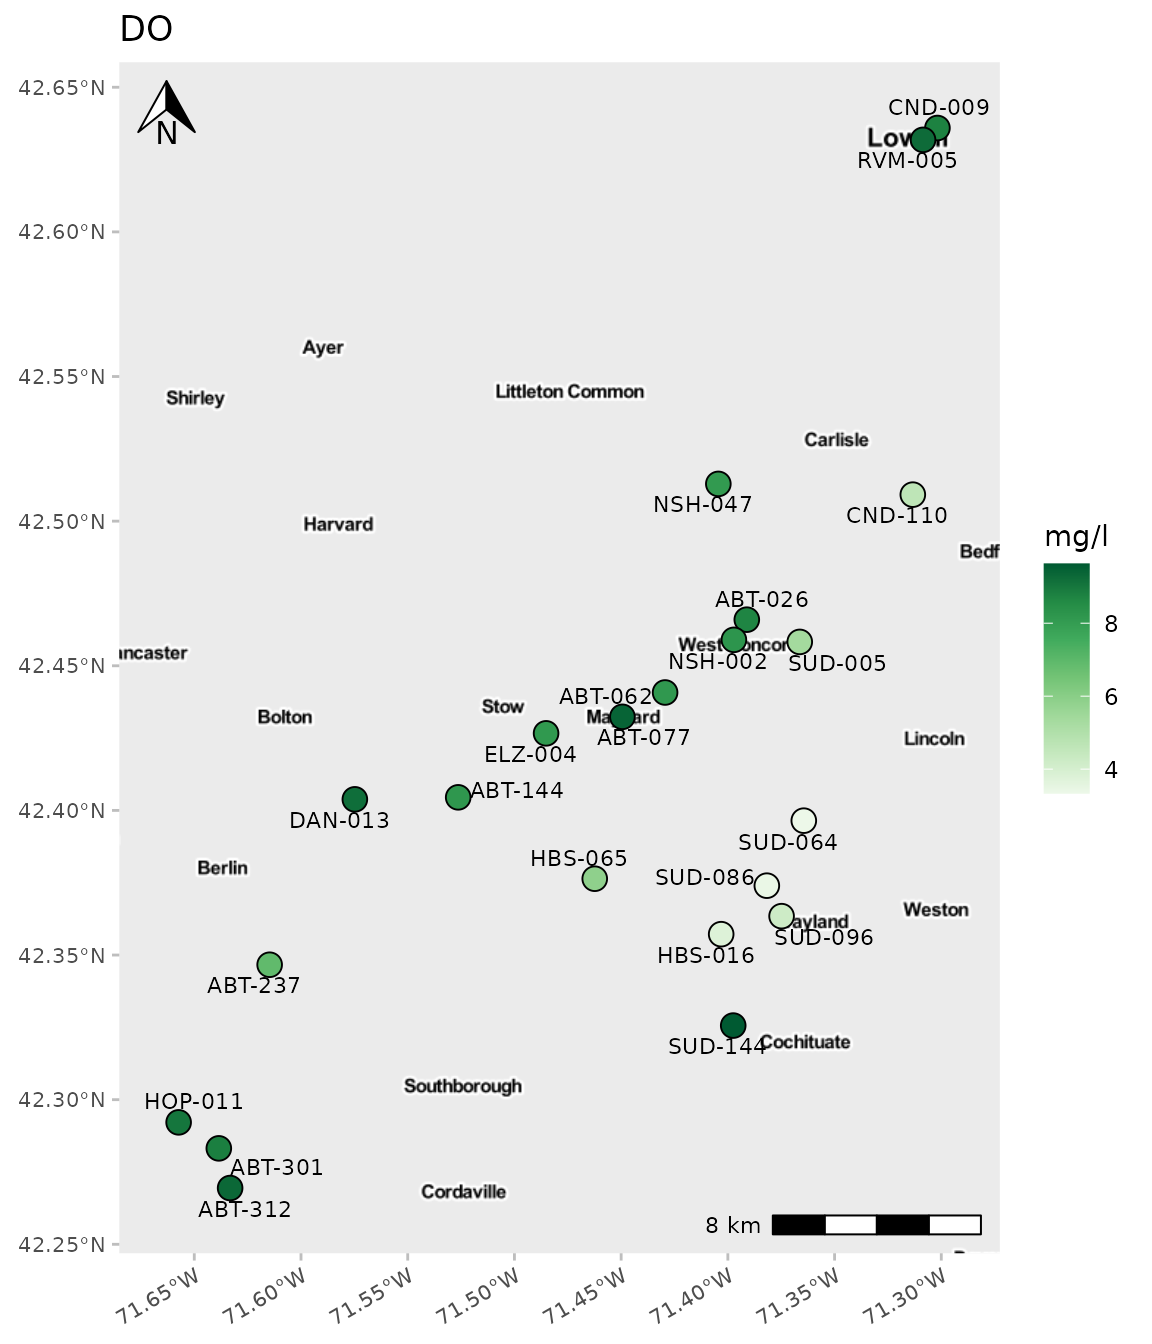 DO
42.65°N
N
CND-009
RVM-005
42.60°N
Ayer
42.55°N
Shirley
Littleton Common
Carlisle
NSH-047
CND-110
42.50°N
Harvard
mg/l
Bedf
ABT-026
8
ancaster
NSH-002
SUD-005
42.45°N
ABT-062
6
Stow
Bolton
ABT-077
Lincoln
ELZ-004
4
ABT-144
42.40°N
DAN-013
SUD-064
HBS-065
Berlin
SUD-086
Weston
ayland
SUD-096
HBS-016
42.35°N
ABT-237
SUD-144
Cochituate
Southborough
42.30°N
HOP-011
ABT-301
Cordaville
ABT-312
8 km
42.25°N
71.65°W
71.60°W
71.55°W
71.50°W
71.45°W
71.40°W
71.35°W
71.30°W